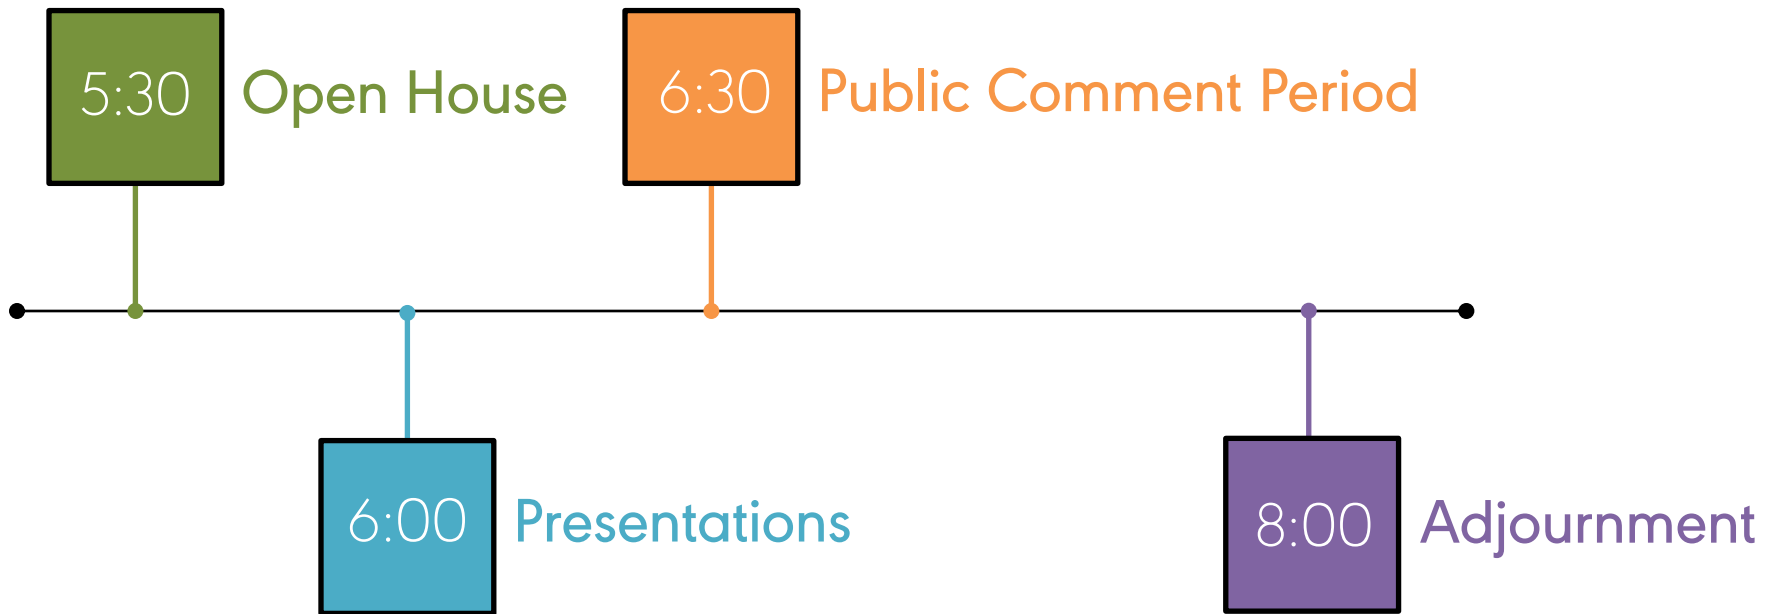 5:30 Open House
6:30 Public Comment Period
6:00 Presentations
8:00 Adjournment